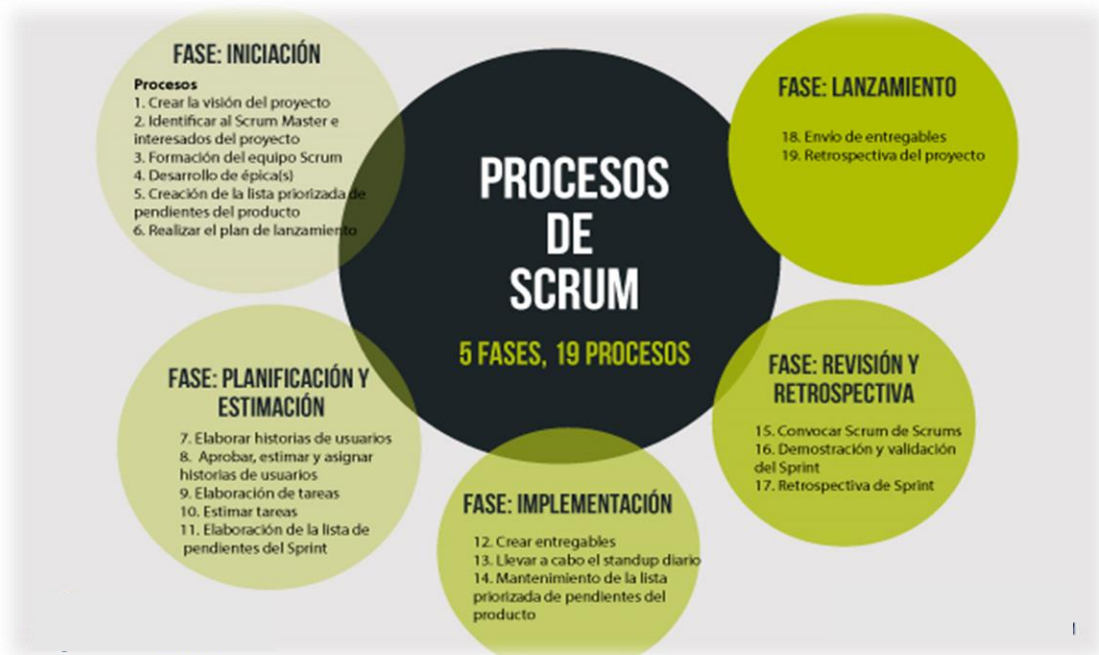 FASE: INICIACIÓN
Procesos
1. Crear la visión del proyecto
2. Identificar al Scrum Master e
interesados del proyecto
3. Formación del equipo Scrum
4. Desarrollo de épica(s)
5. Creación de la lista priorizada de
pendientes del producto
6. Realizar el plan de lanzamiento
PROCESOS
DE
SCRUM
5 FASES, 19 PROCESOS
FASE: LANZAMIENTO
18. Envío de entregables
19. Retrospectiva del proyecto
FASE: PLANIFICACIÓN Y
ESTIMACIÓN
7. Elaborar historias de usuarios
8. Aprobar, estimar y asignar
historias de usuarios
9. Elaboración de tareas
10. Estimar tareas
11. Elaboración de la lista de
pendientes del Sprint
FASE: IMPLEMENTACIÓN
12. Crear entregables
13. Llevar a cabo el standup diario
14. Mantenimiento de la lista
priorizada de pendientes del
producto
FASE: REVISIÓN Y
RETROSPECTIVA
15. Convocar Scrum de Scrums
16. Demostración y validación
del Sprint
17. Retrospectiva de Sprint